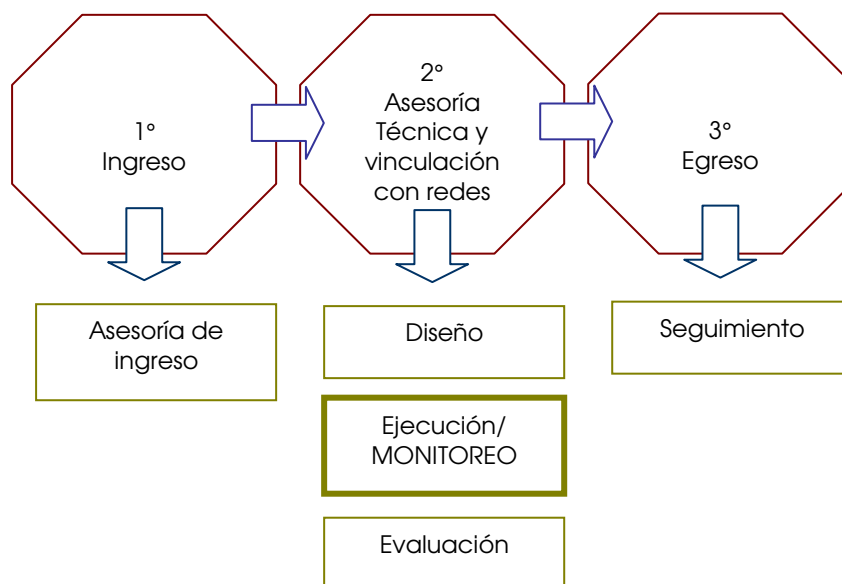 1°
Ingreso
2°
Asesoría
Técnica y
vinculación
con redes
3°
Egreso
Asesoría de
ingreso
Diseño
Seguimiento
Ejecución/
MONITOREO
Evaluación